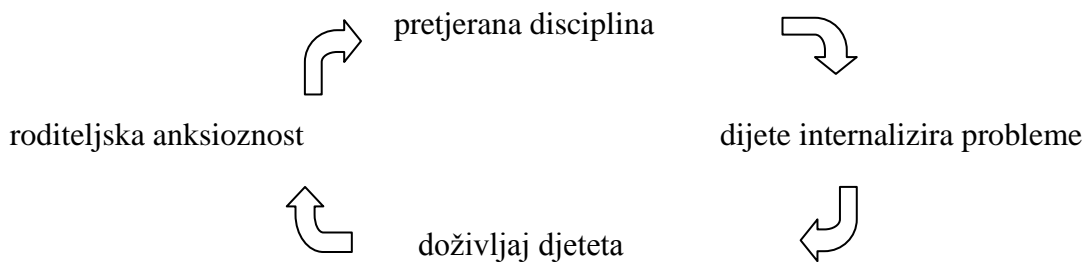 pretjerana disciplina
roditeljska anksioznost
dijete internalizira probleme
doživljaj djeteta